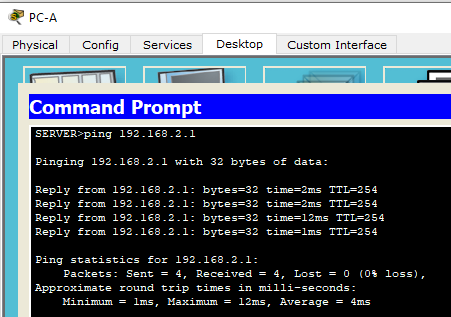 PC-A
Physical Config Services Desktop Custom Interface
Command Prompt
SERVER>ping 192.168.2.1
Pinging 192.168.2.1 with 32 bytes of data:
Reply from 192.168.2.1: bytes=32 time=2ms TTL=254
Reply from 192.168.2.1: bytes=32 time=2ms TTL=254
Reply from 192.168.2.1: bytes=32 time=12ms TTL=254
Reply from 192.168.2.1: bytes=32 time=1ms TTL=254
Ping statistics for 192.168.2.1:
Packets: Sent = 4, Received = 4, Lost = 0 (0% loss),
Approximate round trip times in milli-seconds:
Minimum = 1ms, Maximum = 12ms, Average = 4ms